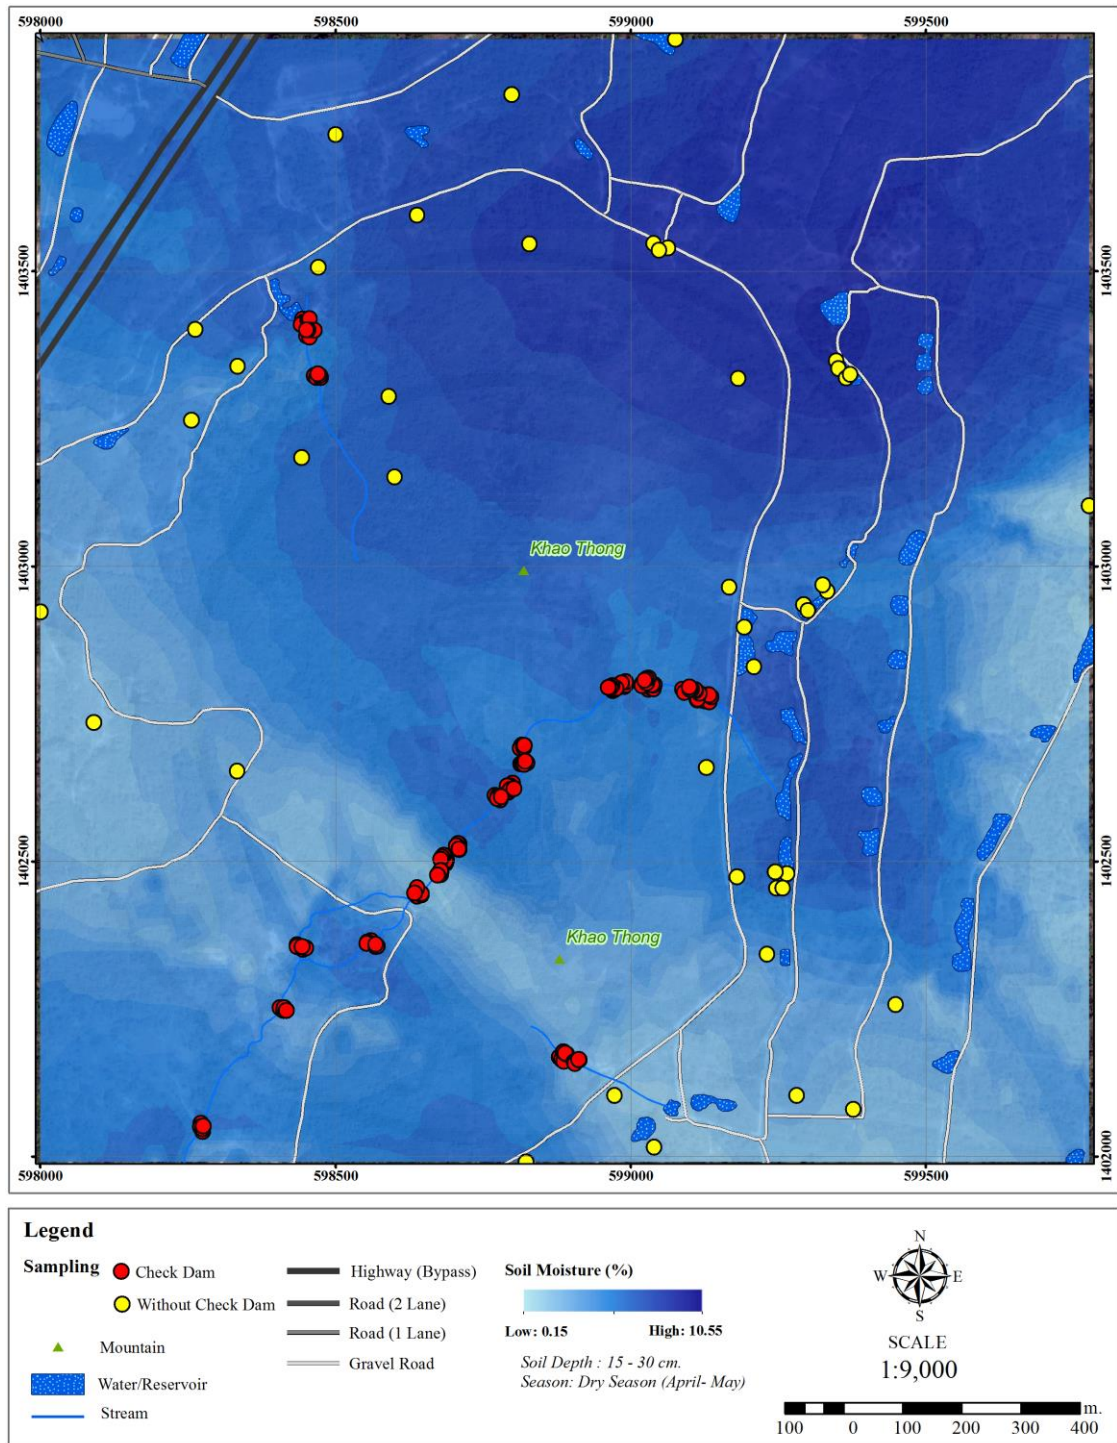 598000 598500 599000 599500
1403500
1403500
Khao Thong
1403000
1403000
1402500
1402500
Khao Thong
1402000
1402000
598000 598500 599000 599500
Legend
Sampling
Check Dam
Without Check Dam
Mountain
Water/Reservoir
Stream
Highway (Bypass)
Road (2 Lane)
Road (1 Lane)
Gravel Road
Soil Moisture (%)
Low: 0.15 High: 10.55
Soil Depth : 15 - 30 cm.
Season: Dry Season (April- May)
N
W E
S
SCALE
1:9,000
m.
100 0 100 200 300 400